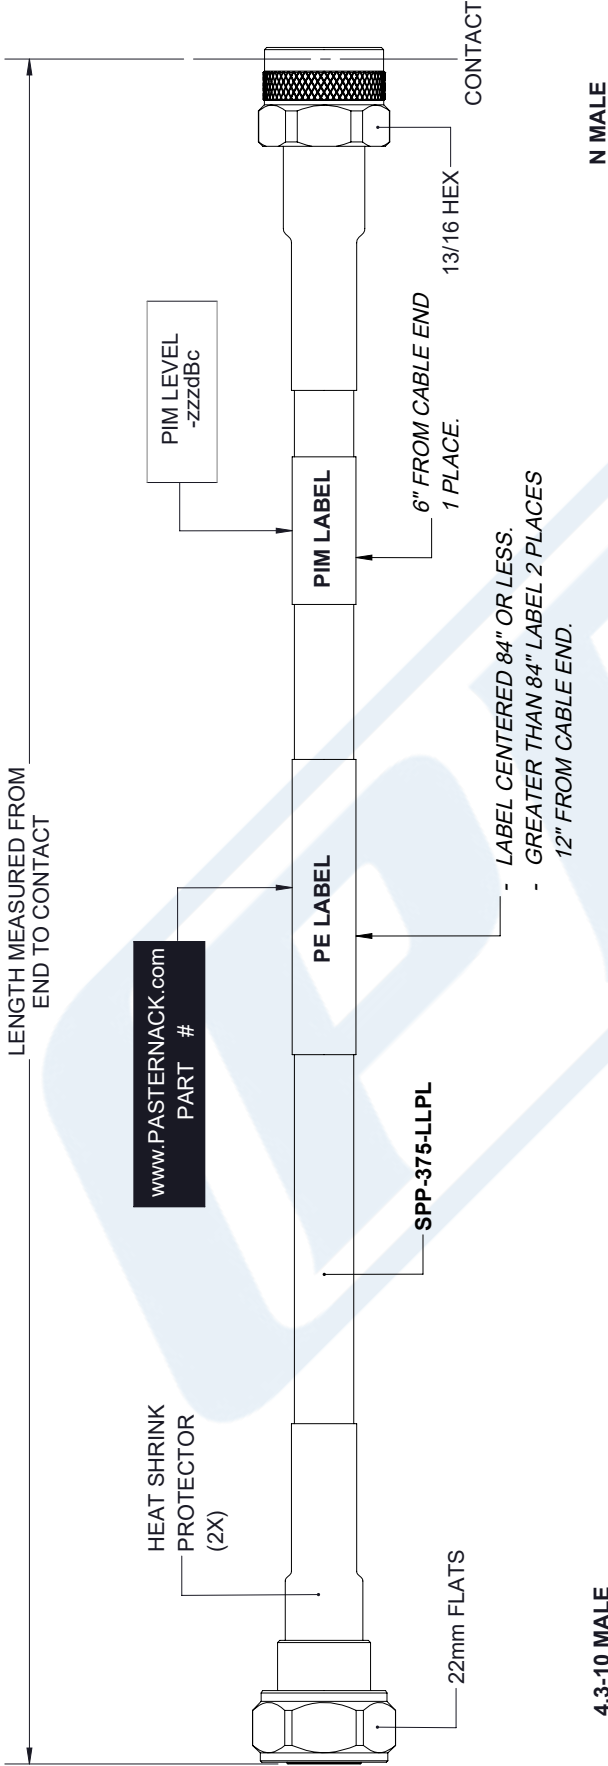 LENGTH MEASURED FROM
END TO CONTACT
www.PASTERNACK.com
PART #
PIM LEVEL
-zzzdBc
HEAT SHRINK
PROTECTOR
(2X)
PE LABEL
PIM LABEL
22mm FLATS
SPP-375-LLPL
- LABEL CENTERED 84" OR LESS.
- GREATER THAN 84" LABEL 2 PLACES
12" FROM CABLE END.
6" FROM CABLE END
1 PLACE.
13/16 HEX
CONTACT
4.3-10 MALE
N MALE